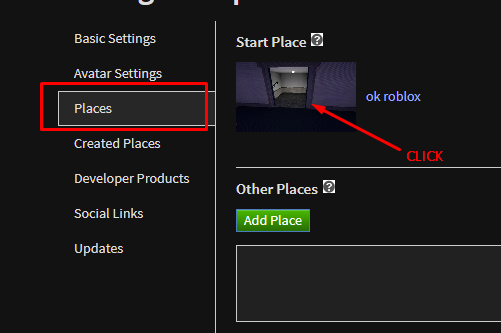 Basic Settings
Avatar Settings
Places
Created Places
Developer Products
Social Links
Updates
Start Place ?
ok roblox
CLICK
Other Places ?
Add Place